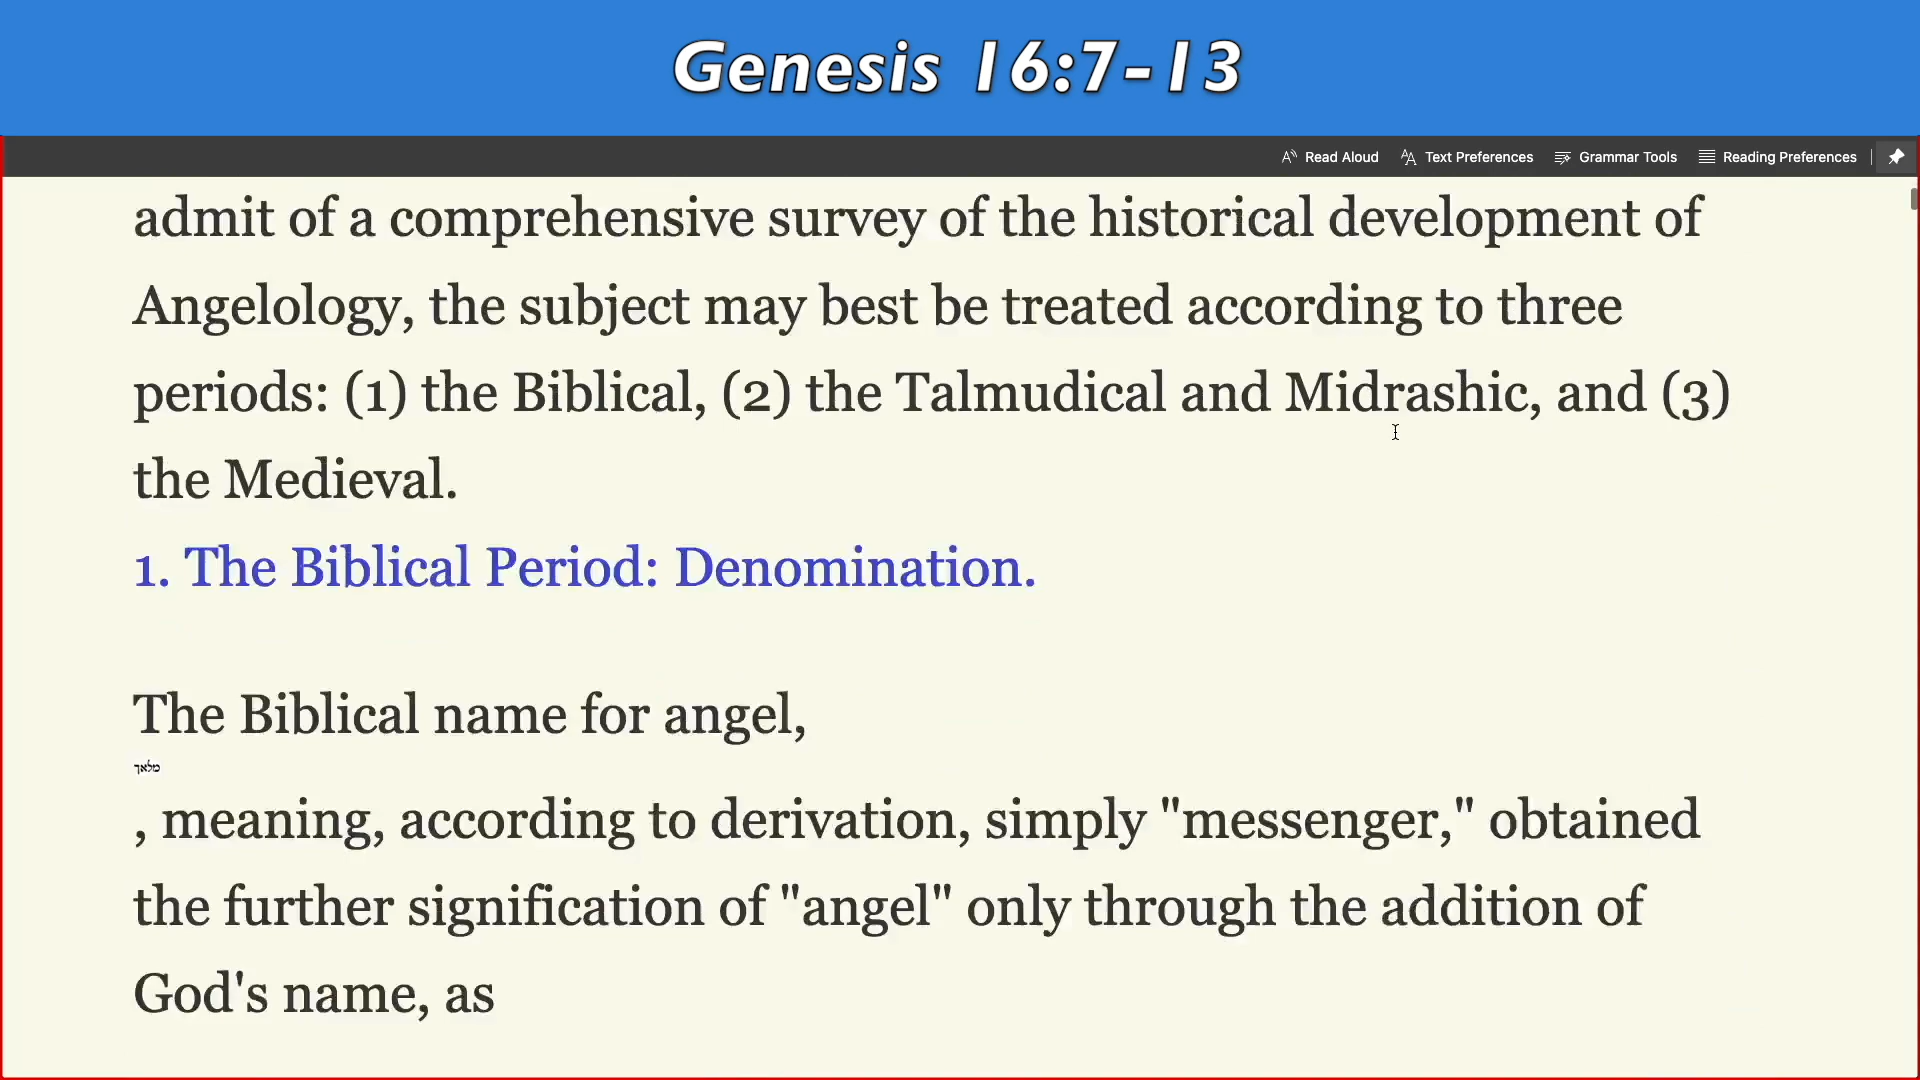 Genesis 16:7-13
Read Aloud Text Preferences Grammar Tools Reading Preferences
admit of a comprehensive survey of the historical development of
Angelology, the subject may best be treated according to three
periods: (1) the Biblical, (2) the Talmudical and Midrashic, and (3)
the Medieval.
1. The Biblical Period: Denomination.
The Biblical name for angel,
מלאך
, meaning, according to derivation, simply "messenger," obtained
the further signification of "angel" only through the addition of
God's name, as